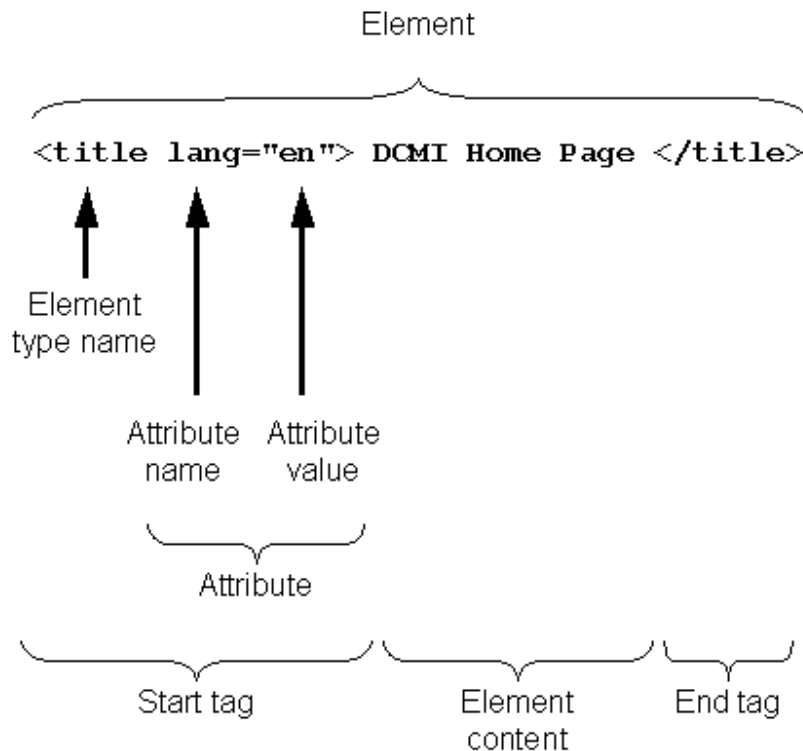 Element
<title lang="en"> DCMI Home Page </title>
Element
type name
Attribute
name
Attribute
value
Attribute
Start tag
Element
content
End tag